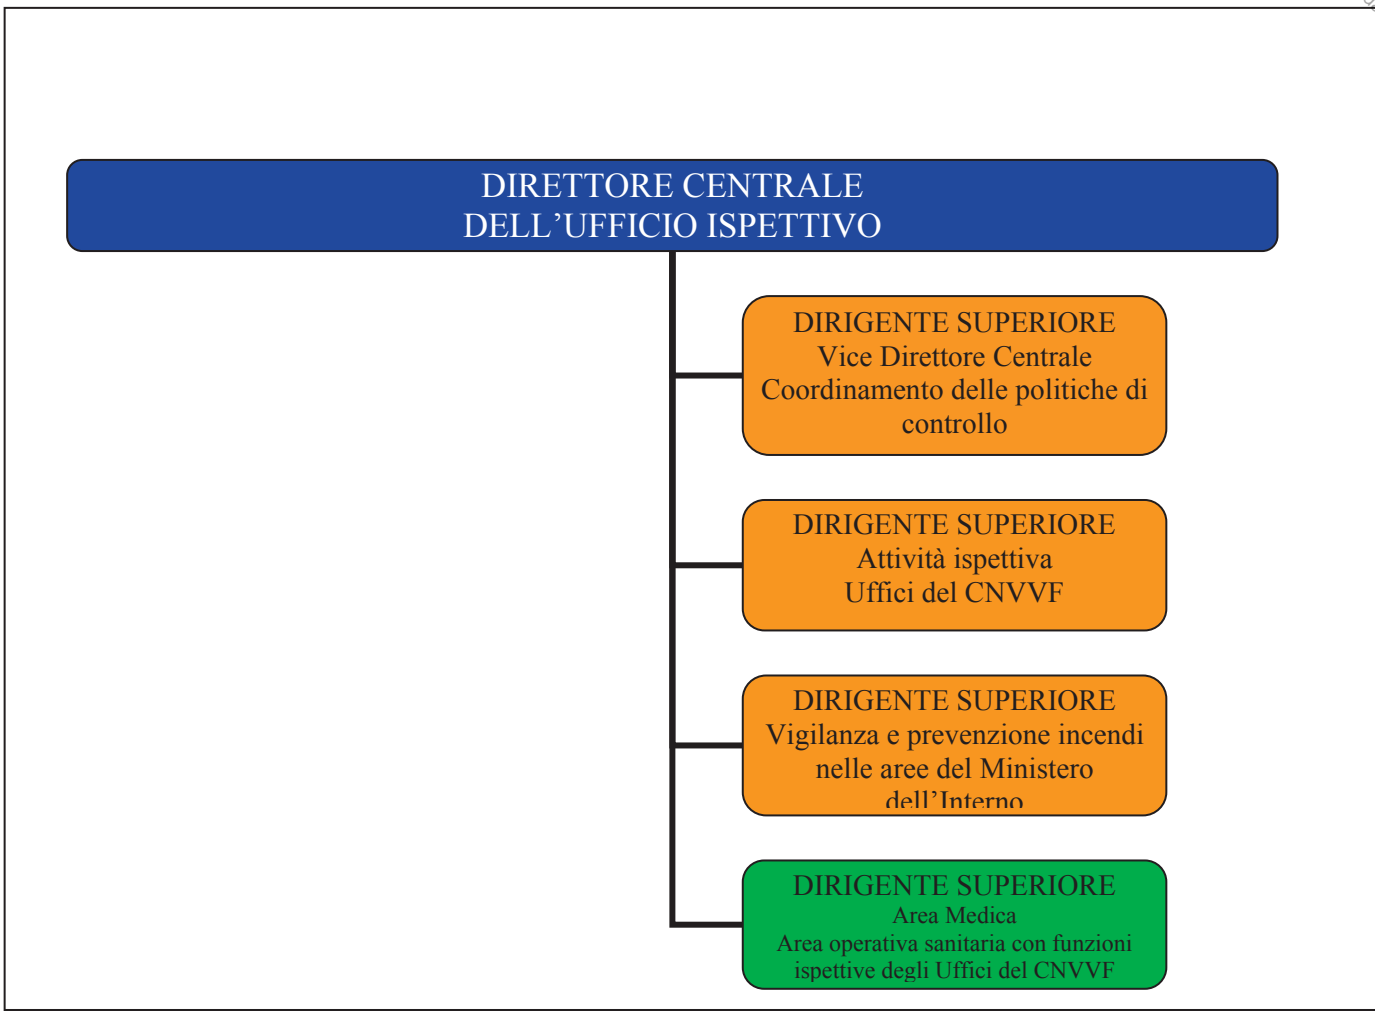 DIRETTORE CENTRALE
DELL’UFFICIO ISPETTIVO
DIRIGENTE SUPERIORE
Vice Direttore Centrale
Coordinamento delle politiche di
controllo
DIRIGENTE SUPERIORE
Attività ispettiva
Uffici del CNVVF
DIRIGENTE SUPERIORE
Vigilanza e prevenzione incendi
nelle aree del Ministero
dell’Interno
DIRIGENTE SUPERIORE
Area Medica
Area operativa sanitaria con funzioni
ispettive degli Uffici del CNVVF